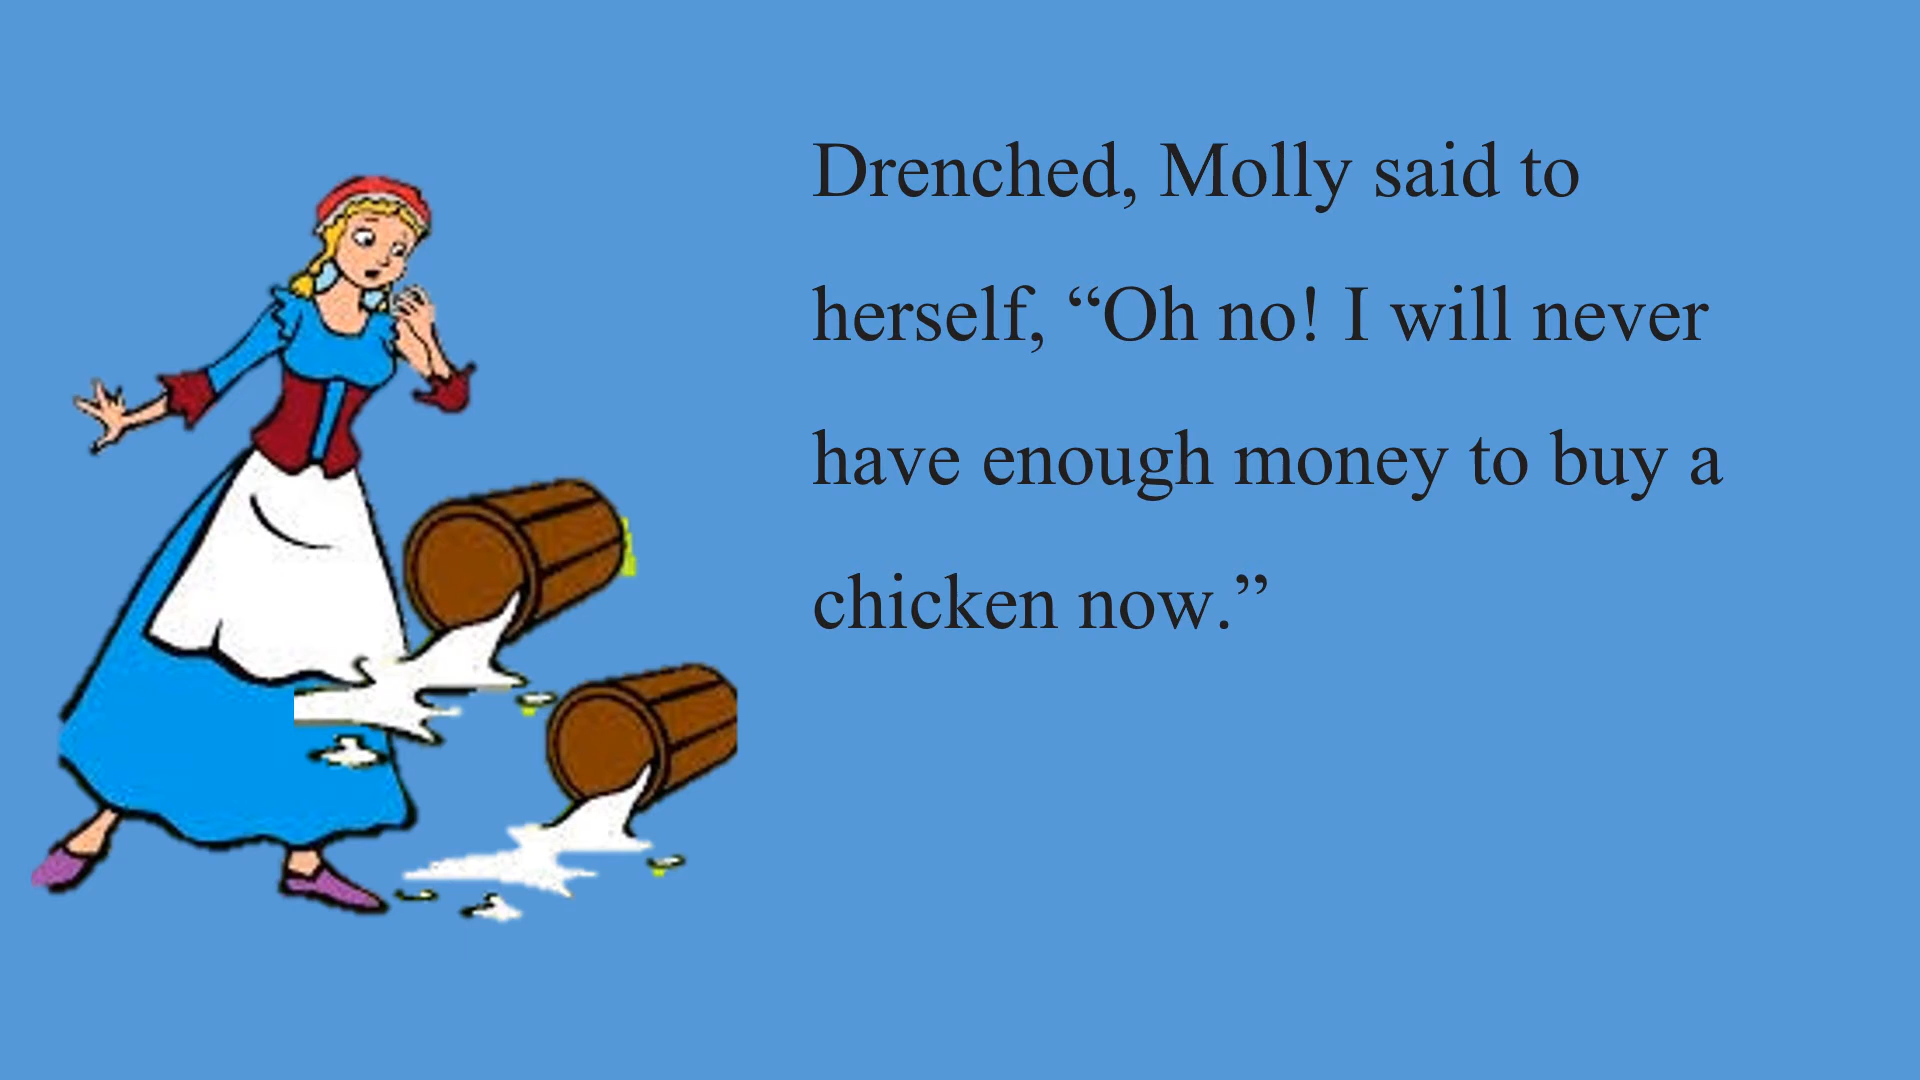 Drenched, Molly said to
herself, “Oh no! I will never
have enough money to buy a
chicken now.”